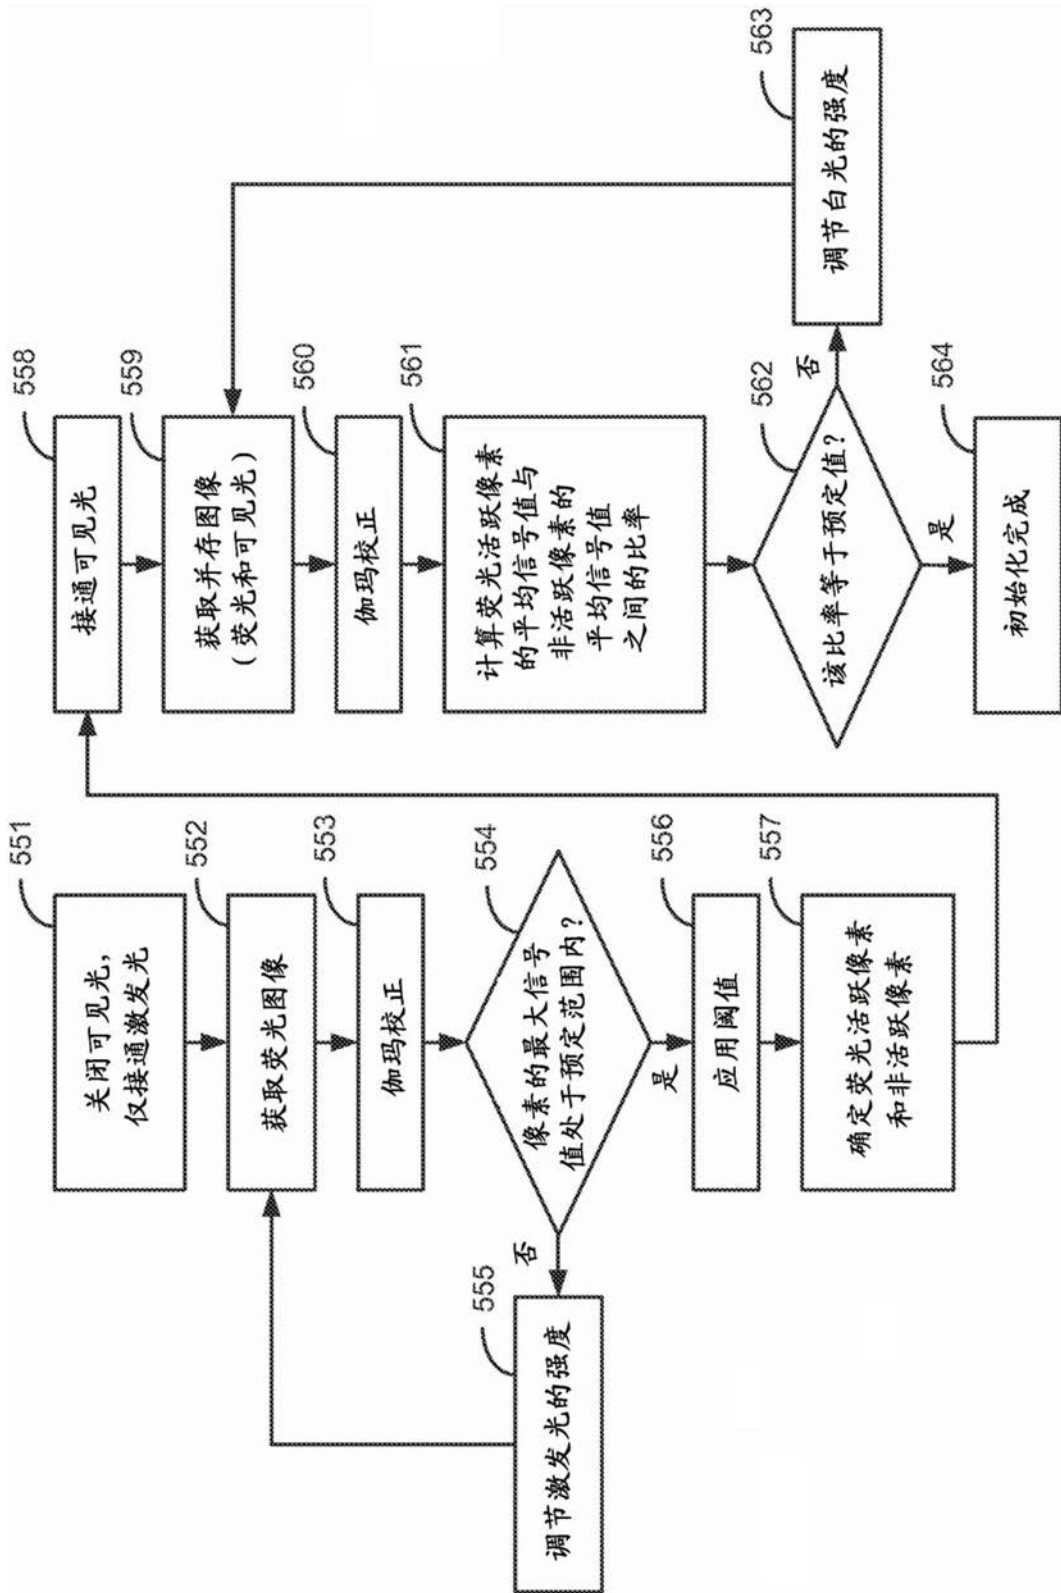 551
关闭可见光,
仅接通激发光
552
获取荧光图像
553
伽玛校正
554
像素的最大信号
值处于预定范围内?
否
555
调节激发光的强度
是
556
应用阈值
557
确定荧光活跃像素
和非活跃像素
558
接通可见光
559
获取并存图像
(荧光和可见光)
560
伽玛校正
561
计算荧光活跃像素
的平均信号值与
非活跃像素的
平均信号值
之间的比率
562
该比率等于预定值?
否
563
调节白光的强度
是
564
初始化完成